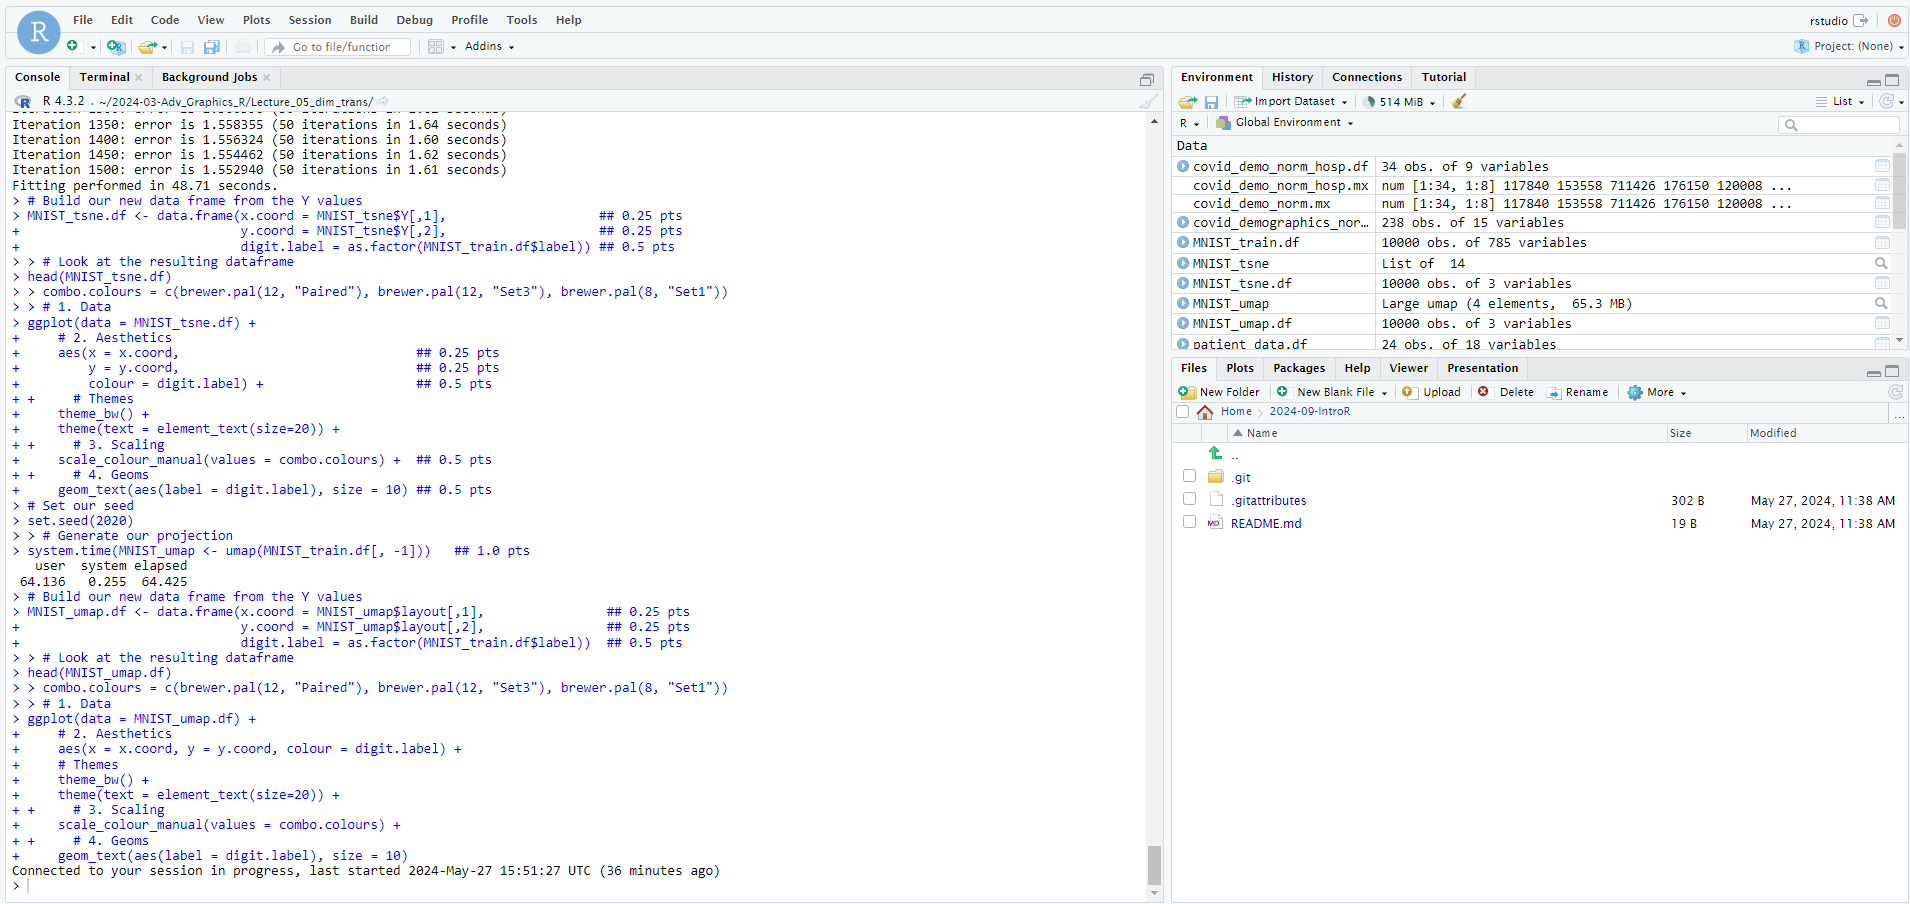 File Edit Code View Plots Session Build Debug Profile Tools Help
rstudio
R
Go to file/function
Addins
Project: (None)
Console Terminal Background Jobs
R 4.3.2 . ~/2024-03-Adv_Graphics_R/Lecture_05_dim_trans/
Iteration 1350: error is 1.558355 (50 iterations in 1.64 seconds)
Iteration 1400: error is 1.556324 (50 iterations in 1.60 seconds)
Iteration 1450: error is 1.554462 (50 iterations in 1.62 seconds)
Iteration 1500: error is 1.552940 (50 iterations in 1.61 seconds)
Fitting performed in 48.71 seconds.
> # Build our new data frame from the Y values
> MNIST_tsne.df <- data.frame(x.coord = MNIST_tsne$Y[,1], ## 0.25 pts
+ y.coord = MNIST_tsne$Y[,2], ## 0.25 pts
+ digit.label = as.factor(MNIST_train.df$label)) ## 0.5 pts
> > # Look at the resulting dataframe
> head(MNIST_tsne.df)
> > combo.colours = c(brewer.pal(12, "Paired"), brewer.pal(12, "Set3"), brewer.pal(8, "Set1"))
> > # 1. Data
> ggplot(data = MNIST_tsne.df) +
+ # 2. Aesthetics
+ aes(x = x.coord, ## 0.25 pts
+ y = y.coord, ## 0.25 pts
+ colour = digit.label) + ## 0.5 pts
+ + # Themes
+ theme_bw() +
+ theme(text = element_text(size=20)) +
+ + # 3. Scaling
+ scale_colour_manual(values = combo.colours) + ## 0.5 pts
+ + # 4. Geoms
+ geom_text(aes(label = digit.label), size = 10) ## 0.5 pts
> # Set our seed
> set.seed(2020)
> > # Generate our projection
> system.time(MNIST_umap <- umap(MNIST_train.df[, -1])) ## 1.0 pts
user system elapsed
64.136 0.255 64.425
> # Build our new data frame from the Y values
> MNIST_umap.df <- data.frame(x.coord = MNIST_umap$layout[,1], ## 0.25 pts
+ y.coord = MNIST_umap$layout[,2], ## 0.25 pts
+ digit.label = as.factor(MNIST_train.df$label)) ## 0.5 pts
> > # Look at the resulting dataframe
> head(MNIST_umap.df)
> > combo.colours = c(brewer.pal(12, "Paired"), brewer.pal(12, "Set3"), brewer.pal(8, "Set1"))
> > # 1. Data
> ggplot(data = MNIST_umap.df) +
+ # 2. Aesthetics
+ aes(x = x.coord, y = y.coord, colour = digit.label) +
+ # Themes
+ theme_bw() +
+ theme(text = element_text(size=20)) +
+ + # 3. Scaling
+ scale_colour_manual(values = combo.colours) +
+ + # 4. Geoms
+ geom_text(aes(label = digit.label), size = 10)
Connected to your session in progress, last started 2024-May-27 15:51:27 UTC (36 minutes ago)
>
Environment History Connections Tutorial
Import Dataset 514 MiB List
R Global Environment
Data
covid_demo_norm_hosp.df 34 obs. of 9 variables
covid_demo_norm_hosp.mx num [1:34, 1:8] 117840 153558 711426 176150 120008 ...
covid_demo_norm.mx num [1:34, 1:8] 117840 153558 711426 176150 120008 ...
covid_demographics_nor… 238 obs. of 15 variables
MNIST_train.df 10000 obs. of 785 variables
MNIST_tsne List of 14
MNIST_tsne.df 10000 obs. of 3 variables
MNIST_umap Large umap (4 elements, 65.3 MB)
MNIST_umap.df 10000 obs. of 3 variables
patient_data.df 24 obs. of 18 variables
Files Plots Packages Help Viewer Presentation
New Folder New Blank File Upload Delete Rename More
Home 2024-09-IntroR ...
Name Size Modified
..
.git
.gitattributes 302 B May 27, 2024, 11:38 AM
README.md 19 B May 27, 2024, 11:38 AM